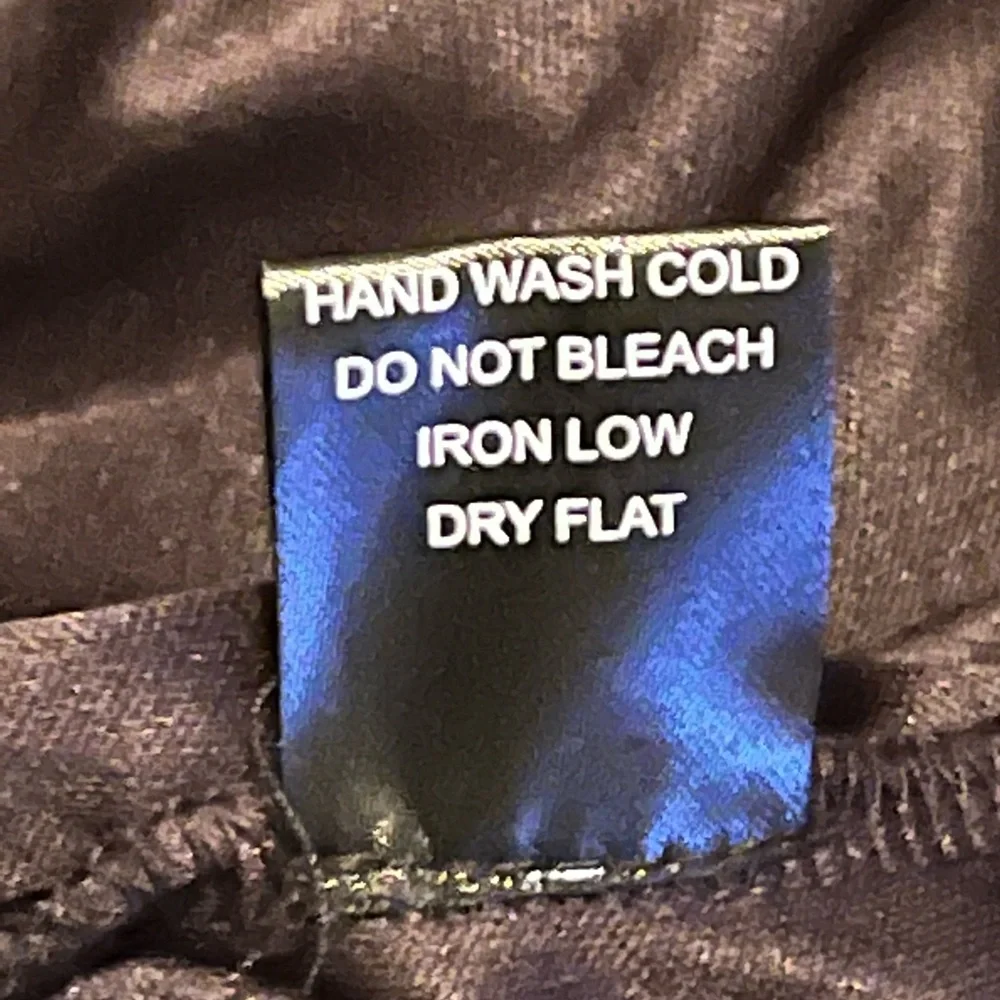 HAND WASH COLD
DO NOT BLEACH
IRON LOW
DRY FLAT